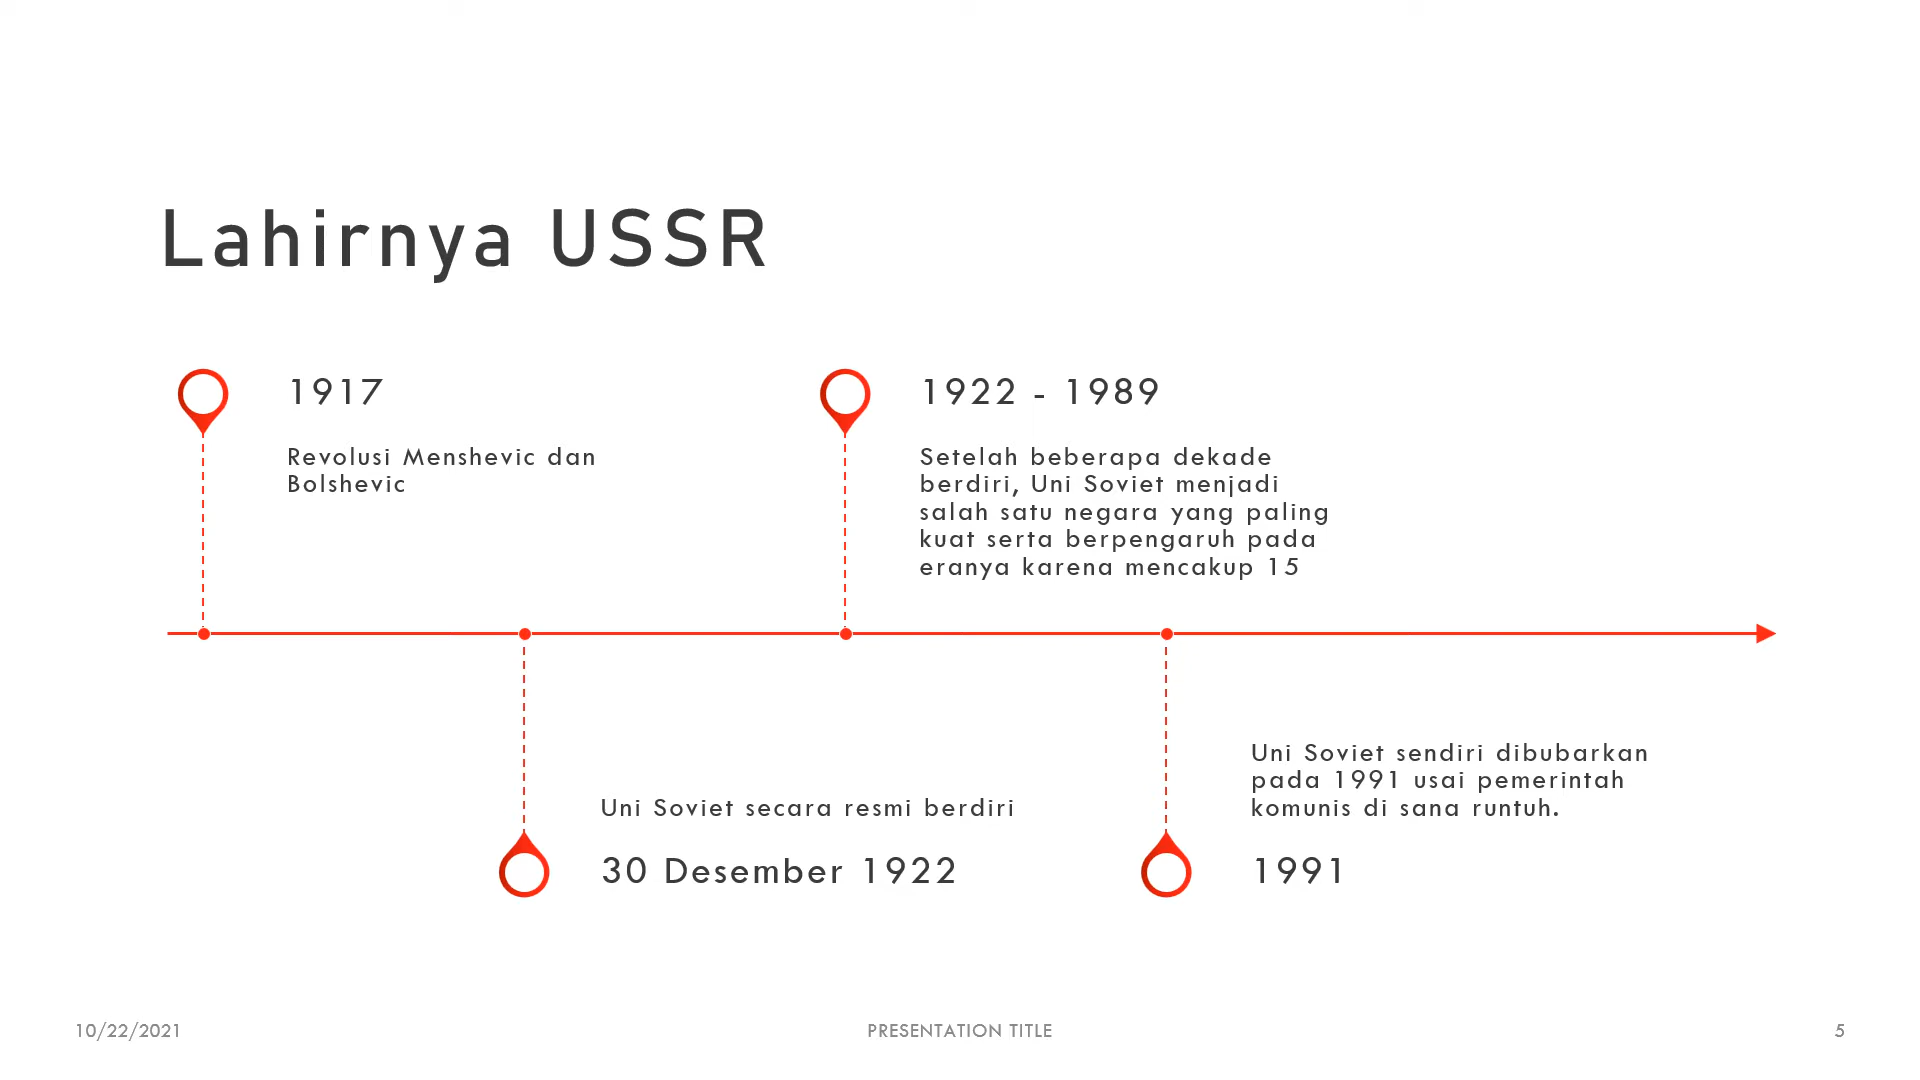 Lahirnya USSR
1917
Revolusi Menshevic dan
Bolshevic
1922 - 1989
Setelah beberapa dekade
berdiri, Uni Soviet menjadi
salah satu negara yang paling
kuat serta berpengaruh pada
eranya karena mencakup 15
Uni Soviet secara resmi berdiri
30 Desember 1922
Uni Soviet sendiri dibubarkan
pada 1991 usai pemerintah
komunis di sana runtuh.
1991
10/22/2021
PRESENTATION TITLE
5